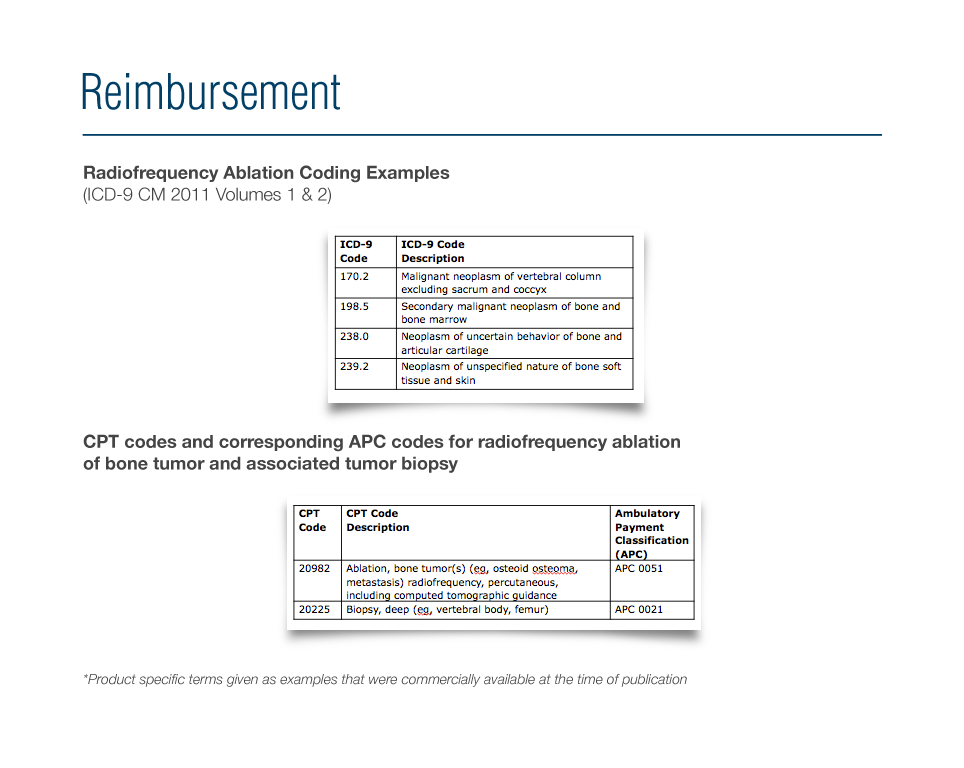 Reimbursement
Radiofrequency Ablation Coding Examples
(ICD-9 CM 2011 Volumes 1 & 2)
ICD-9 Code
ICD-9 Code Description
170.2 Malignant neoplasm of vertebral column
excluding sacrum and coccyx
198.5 Secondary malignant neoplasm of bone and
bone marrow
238.0 Neoplasm of uncertain behavior of bone and
articular cartilage
239.2 Neoplasm of unspecified nature of bone soft
tissue and skin
CPT codes and corresponding APC codes for radiofrequency ablation
of bone tumor and associated tumor biopsy
CPT Code
CPT Code Description
Ambulatory
Payment
Classification
(APC)
20982 Ablation, bone tumor(s) (eg, osteoid osteoma, APC 0051
metastasis) radiofrequency, percutaneous,
including computed tomographic guidance
20225 Biopsy, deep (eg, vertebral body, femur) APC 0021
*Product specific terms given as examples that were commercially available at the time of publication